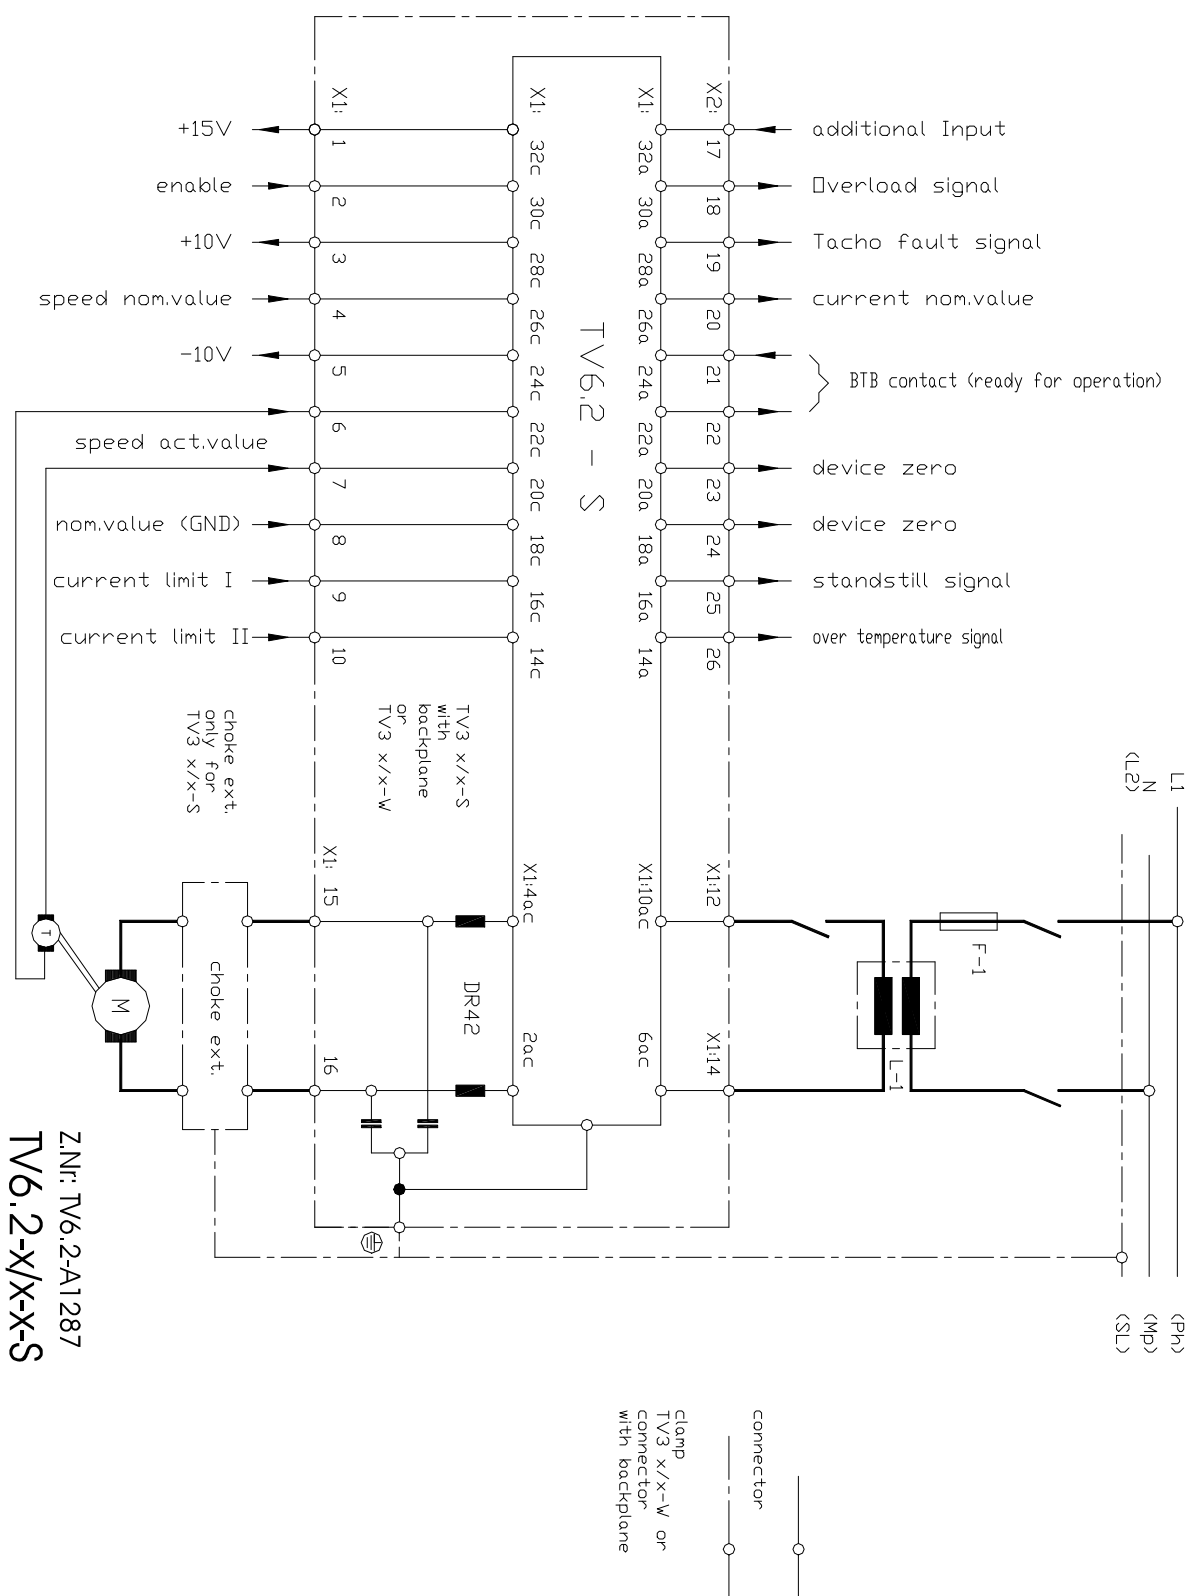 X1:
X1:
X1:
X2:
+15V
1
32c
32a
17
additional Input
enable
2
30c
30a
18
Overload signal
+10V
3
28c
28a
19
Tacho fault signal
speed nom.value
4
26c
26a
20
current nom.value
-10V
5
24c
24a
21
BTB contact (ready for operation)
6
22c
22a
22
speed act.value
7
20c
20a
23
device zero
nom.value (GND)
8
18c
18a
24
device zero
current limit I
9
16c
16a
25
standstill signal
current limit II
10
14c
14a
26
over temperature signal
TV6.2 - S
TV3 x/x-S
with
backplane
or
TV3 x/x-W
choke ext.
only for
TV3 x/x-S
L1
N
(L2)
X1: 15
X1:4ac
X1:10ac
X1:12
F-1
T
M
choke ext.
DR42
16
2ac
6ac
X1:14
L-1
(Ph)
(Mp)
(SL)
Z.Nr: TV6.2-A1287
TV6.2-x/x-x-S
connector
clamp
TV3 x/x-W or
connector
with backplane